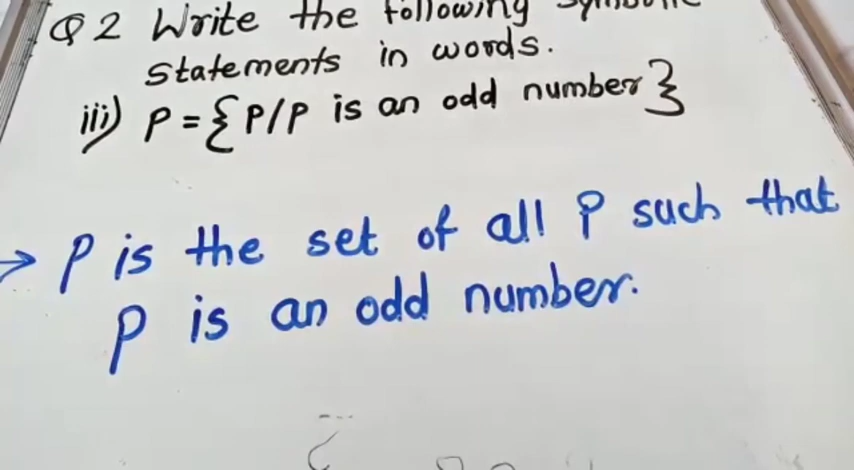 Q2 Write the following symbolic
statements in words.
iii) P = {P/P is an odd number}
→ P is the set of all P such that
P is an odd number.